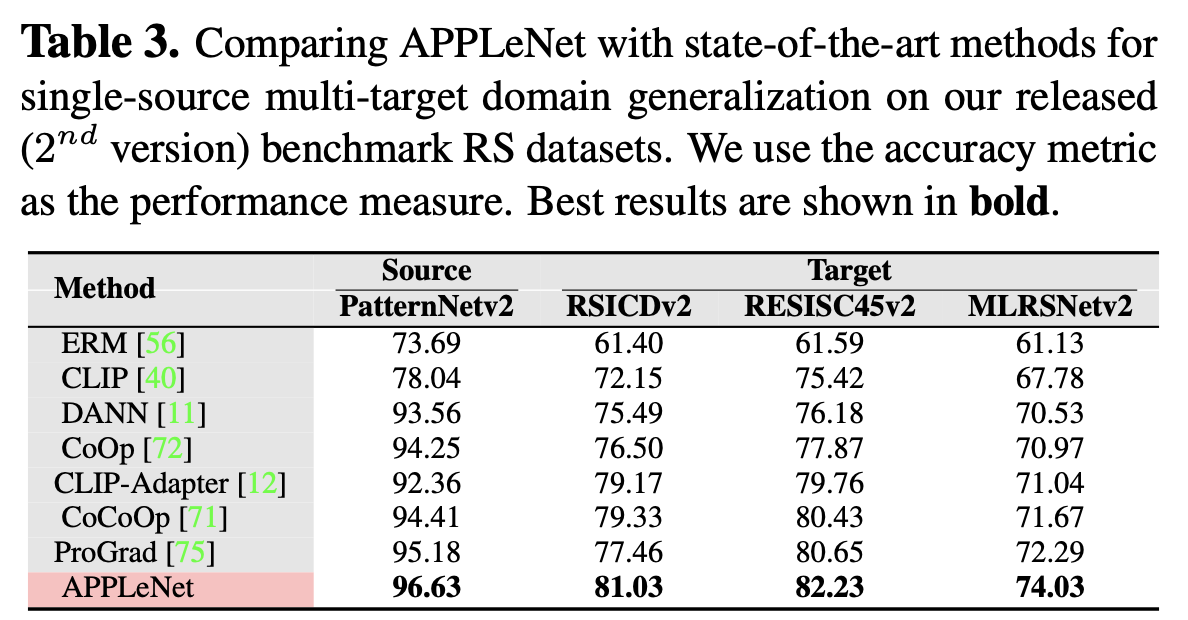 Table 3. Comparing APPLeNet with state-of-the-art methods for
single-source multi-target domain generalization on our released
(2nd version) benchmark RS datasets. We use the accuracy metric
as the performance measure. Best results are shown in bold.
Method Source Target
PatternNetv2 RSICDv2 RESISC45v2 MLRSNetv2
ERM [56] 73.69 61.40 61.59 61.13
CLIP [40] 78.04 72.15 75.42 67.78
DANN [11] 93.56 75.49 76.18 70.53
CoOp [72] 94.25 76.50 77.87 70.97
CLIP-Adapter [12] 92.36 79.17 79.76 71.04
CoCoOp [71] 94.41 79.33 80.43 71.67
ProGrad [75] 95.18 77.46 80.65 72.29
APPLeNet 96.63 81.03 82.23 74.03